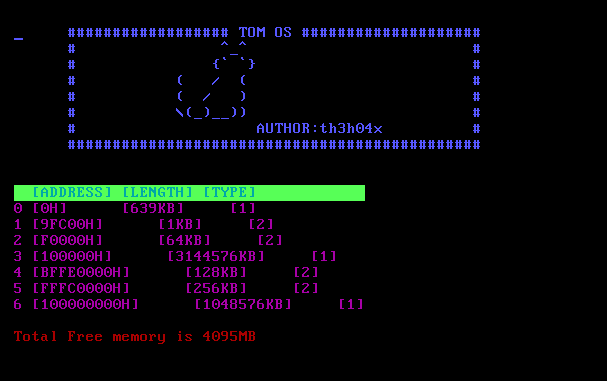 _ ################## TOM OS ####################
# ^_^ #
# {` `} #
# ( / ( #
# ( / ) #
# \(_)__)) #
# AUTHOR:th3h04x #
##############################################
[ADDRESS] [LENGTH] [TYPE]
0 [0H] [639KB] [1]
1 [9FC00H] [1KB] [2]
2 [F0000H] [64KB] [2]
3 [100000H] [3144576KB] [1]
4 [BFFE0000H] [128KB] [2]
5 [FFFC0000H] [256KB] [2]
6 [100000000H] [1048576KB] [1]
Total Free memory is 4095MB